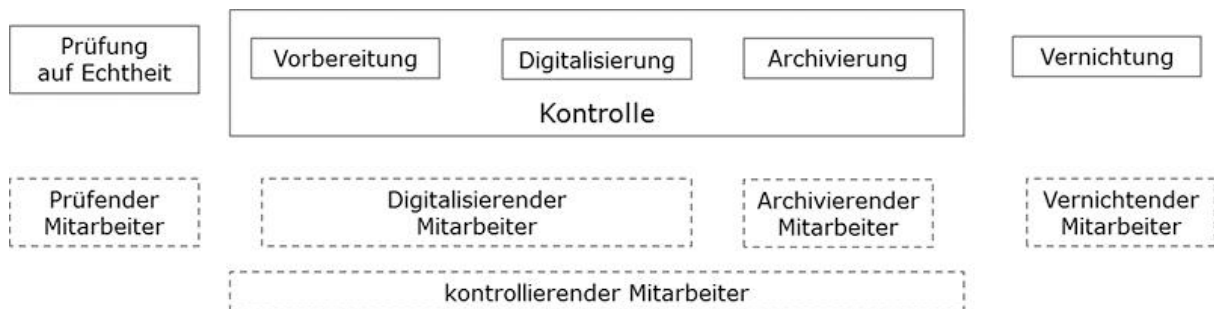 Prüfung
auf Echtheit
Vorbereitung
Digitalisierung
Archivierung
Vernichtung
Kontrolle
Prüfender
Mitarbeiter
Digitalisierender
Mitarbeiter
Archivierender
Mitarbeiter
Vernichtender
Mitarbeiter
kontrollierender Mitarbeiter